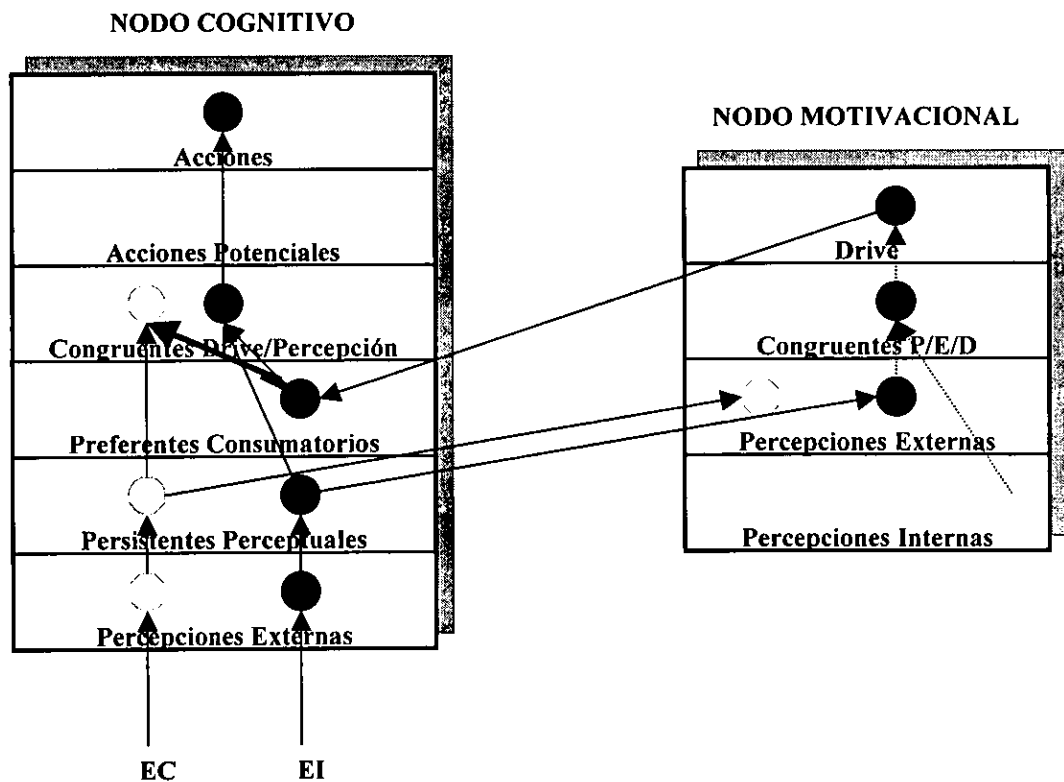 NODO COGNITIVO
Acciones
Acciones Potenciales
Congruentes Drive/Percepción
Preferentes Consumatorios
Persistentes Perceptuales
Percepciones Externas
EC
EI
NODO MOTIVACIONAL
Drive
Congruentes P/E/D
Percepciones Externas
Percepciones Internas